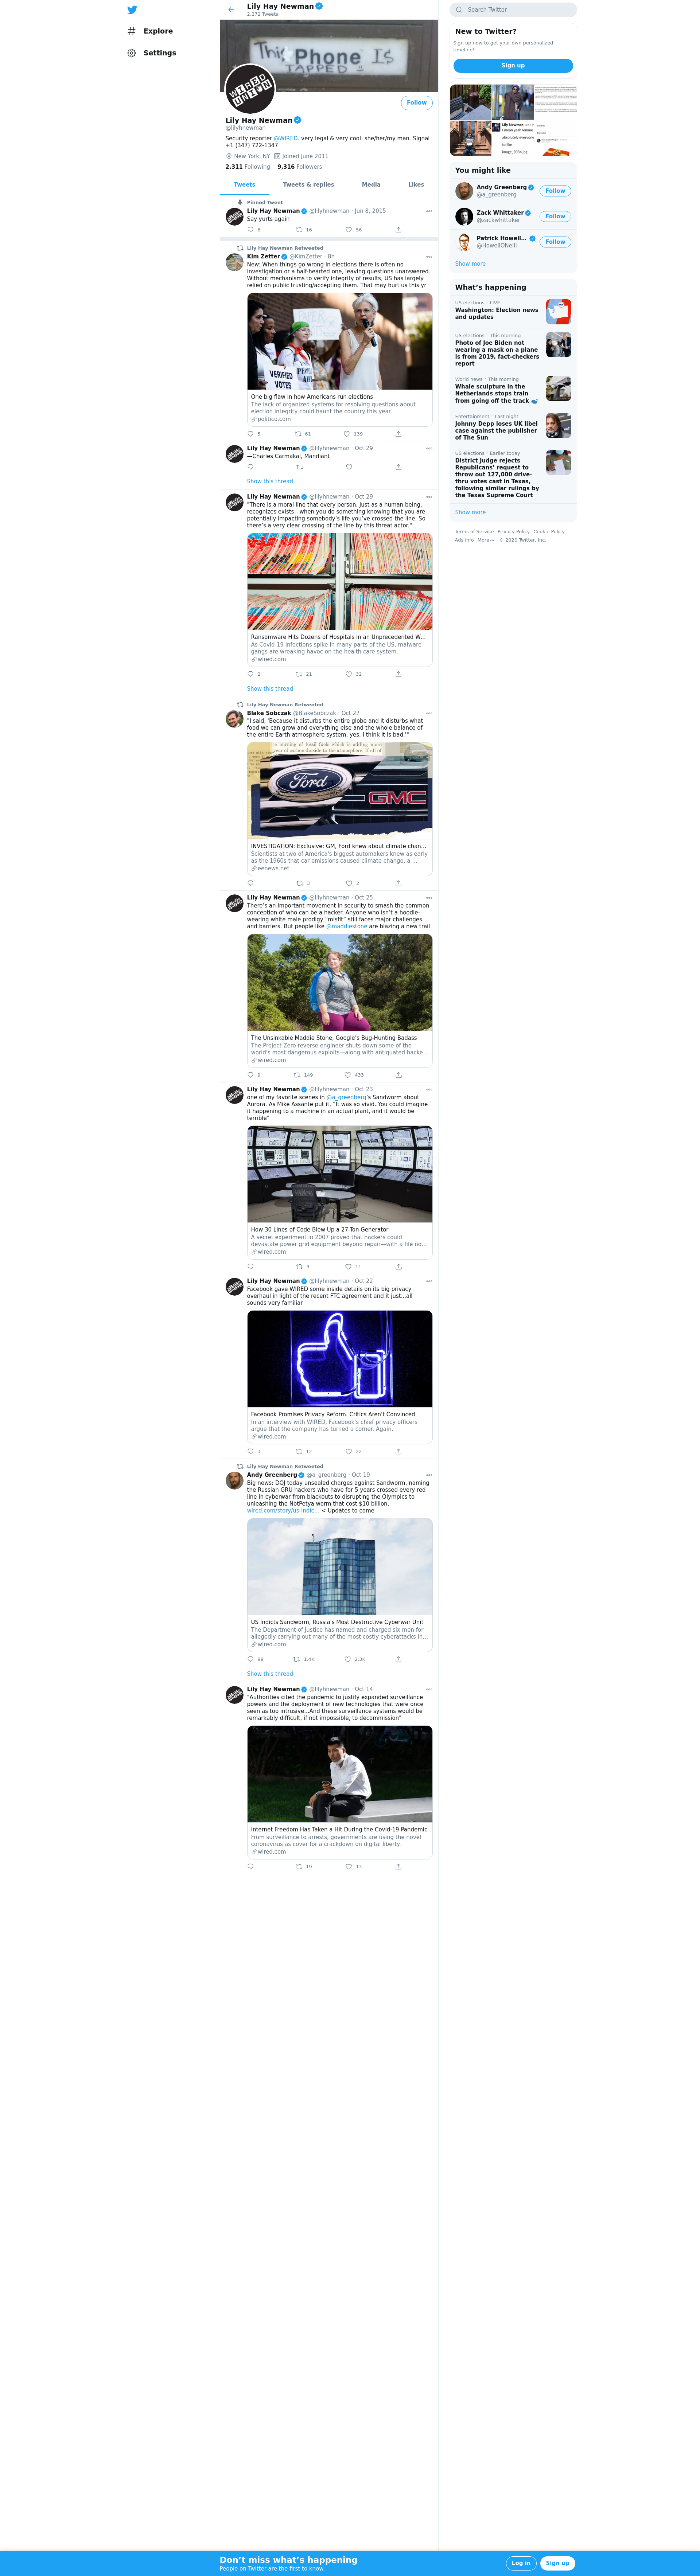 Explore
Settings
Lily Hay Newman
2,272 Tweets
This Phone Is
TAPPED
WIRED
UNION
Follow
Lily Hay Newman
@lilyhnewman
Security reporter @WIRED. very legal & very cool. she/her/my man. Signal
+1 (347) 722-1347
New York, NY Joined June 2011
2,311 Following 9,316 Followers
Tweets Tweets & replies Media Likes
Pinned Tweet
Lily Hay Newman @lilyhnewman · Jun 8, 2015
Say yurts again
6 16 56
Lily Hay Newman Retweeted
Kim Zetter @KimZetter · 8h
New: When things go wrong in elections there is often no
investigation or a half-hearted one, leaving questions unanswered.
Without mechanisms to verify integrity of results, US has largely
relied on public trusting/accepting them. That may hurt us this yr
VERIFIED
VOTES
One big flaw in how Americans run elections
The lack of organized systems for resolving questions about
election integrity could haunt the country this year.
politico.com
5 61 139
Lily Hay Newman @lilyhnewman · Oct 29
—Charles Carmakal, Mandiant
Show this thread
Lily Hay Newman @lilyhnewman · Oct 29
"There is a moral line that every person, just as a human being,
recognizes exists—when you do something knowing that you are
potentially impacting somebody’s life you’ve crossed the line. So
there’s a very clear crossing of the line by this threat actor.”
Ransomware Hits Dozens of Hospitals in an Unprecedented W...
As Covid-19 infections spike in many parts of the US, malware
gangs are wreaking havoc on the health care system.
wired.com
2 21 32
Show this thread
Lily Hay Newman Retweeted
Blake Sobczak @BlakeSobczak · Oct 27
"I said, 'Because it disturbs the entire globe and it disturbs what
food we can grow and everything else and the whole balance of
the entire Earth atmosphere system, yes, I think it is bad.'"
Ford
GMC
INVESTIGATION: Exclusive: GM, Ford knew about climate chan...
Scientists at two of America's biggest automakers knew as early
as the 1960s that car emissions caused climate change, a ...
eenews.net
3 2
Lily Hay Newman @lilyhnewman · Oct 25
There’s an important movement in security to smash the common
conception of who can be a hacker. Anyone who isn’t a hoodie-
wearing white male prodigy “misfit” still faces major challenges
and barriers. But people like @maddiestone are blazing a new trail
The Unsinkable Maddie Stone, Google’s Bug-Hunting Badass
The Project Zero reverse engineer shuts down some of the
world's most dangerous exploits—along with antiquated hacke...
wired.com
9 149 433
Lily Hay Newman @lilyhnewman · Oct 23
one of my favorite scenes in @a_greenberg’s Sandworm about
Aurora. As Mike Assante put it, “It was so vivid. You could imagine
it happening to a machine in an actual plant, and it would be
terrible”
How 30 Lines of Code Blew Up a 27-Ton Generator
A secret experiment in 2007 proved that hackers could
devastate power grid equipment beyond repair—with a file no...
wired.com
3 11
Lily Hay Newman @lilyhnewman · Oct 22
Facebook gave WIRED some inside details on its big privacy
overhaul in light of the recent FTC agreement and it just...all
sounds very familiar
Facebook Promises Privacy Reform. Critics Aren't Convinced
In an interview with WIRED, Facebook's chief privacy officers
argue that the company has turned a corner. Again.
wired.com
3 12 22
Lily Hay Newman Retweeted
Andy Greenberg @a_greenberg · Oct 19
Big news: DOJ today unsealed charges against Sandworm, naming
the Russian GRU hackers who have for 5 years crossed every red
line in cyberwar from blackouts to disrupting the Olympics to
unleashing the NotPetya worm that cost $10 billion.
wired.com/story/us-indic... < Updates to come
US Indicts Sandworm, Russia's Most Destructive Cyberwar Unit
The Department of Justice has named and charged six men for
allegedly carrying out many of the most costly cyberattacks in...
wired.com
89 1.4K 2.3K
Show this thread
Lily Hay Newman @lilyhnewman · Oct 14
"Authorities cited the pandemic to justify expanded surveillance
powers and the deployment of new technologies that were once
seen as too intrusive...And these surveillance systems would be
remarkably difficult, if not impossible, to decommission"
Internet Freedom Has Taken a Hit During the Covid-19 Pandemic
From surveillance to arrests, governments are using the novel
coronavirus as cover for a crackdown on digital liberty.
wired.com
19 13
Search Twitter
New to Twitter?
Sign up now to get your own personalized
timeline!
Sign up
You might like
Andy Greenberg
@a_greenberg
Follow
Zack Whittaker
@zackwhittaker
Follow
Patrick Howell...
@HowellONeill
Follow
Show more
What’s happening
US elections · LIVE
Washington: Election news
and updates
US elections · This morning
Photo of Joe Biden not
wearing a mask on a plane
is from 2019, fact-checkers
report
World news · This morning
Whale sculpture in the
Netherlands stops train
from going off the track 🐳
Entertainment · Last night
Johnny Depp loses UK libel
case against the publisher
of The Sun
US elections · Earlier today
District Judge rejects
Republicans’ request to
throw out 127,000 drive-
thru votes cast in Texas,
following similar rulings by
the Texas Supreme Court
Show more
Terms of Service Privacy Policy Cookie Policy
Ads info More © 2020 Twitter, Inc.
Don’t miss what’s happening
People on Twitter are the first to know.
Log in Sign up